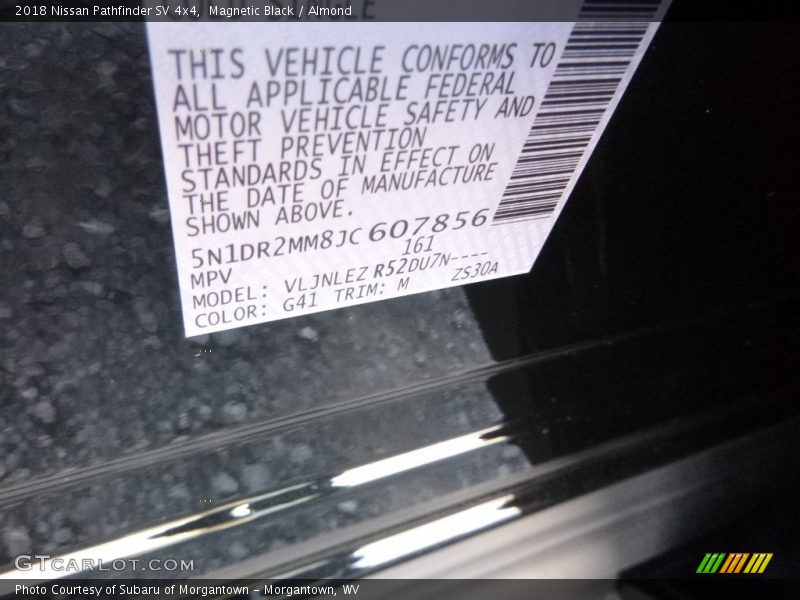 2018 Nissan Pathfinder SV 4x4, Magnetic Black / Almond
THIS VEHICLE CONFORMS TO
ALL APPLICABLE FEDERAL
MOTOR VEHICLE SAFETY AND
THEFT PREVENTION
STANDARDS IN EFFECT ON
THE DATE OF MANUFACTURE
SHOWN ABOVE.
5N1DR2MM8JC607856
MPV 161
MODEL: VLJNLEZ R52DU7N----
COLOR: G41 TRIM: M ZS30A
GTCARLOT.COM
Photo Courtesy of Subaru of Morgantown - Morgantown, WV